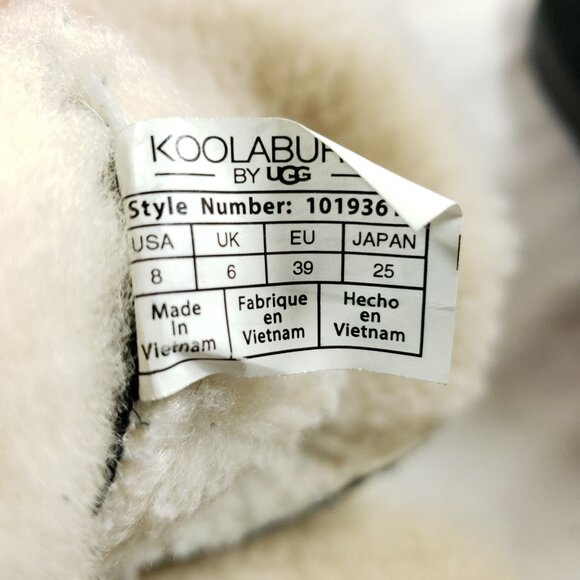 KOOLABUR
BY UGG
Style Number: 101936
USA UK EU JAPAN
8 6 39 25
Made Fabrique Hecho
In en en
Vietnam Vietnam Vietnam